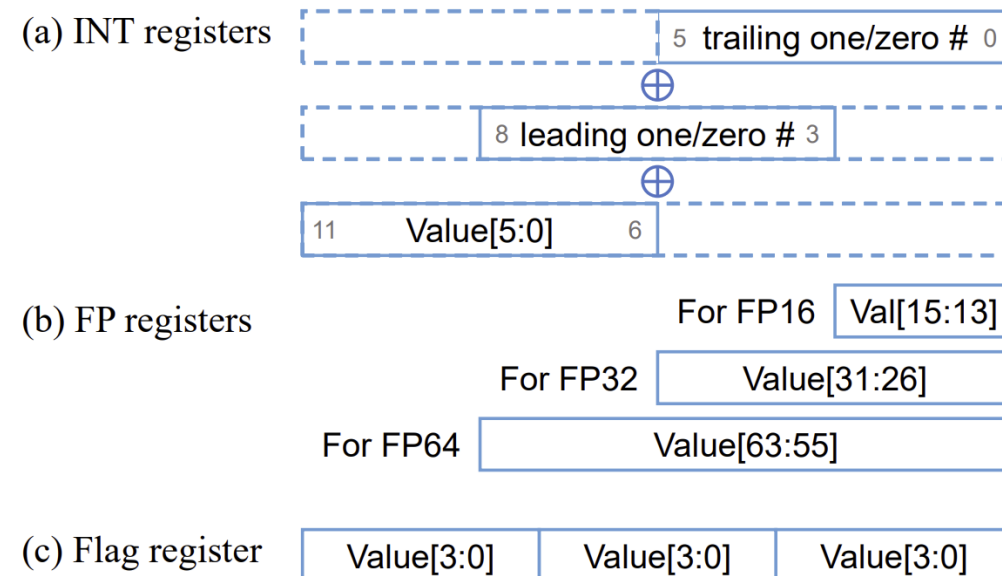 (a) INT registers
5 trailing one/zero # 0
⊕
8 leading one/zero # 3
⊕
11 Value[5:0] 6
(b) FP registers
For FP16 Val[15:13]
For FP32 Value[31:26]
For FP64 Value[63:55]
(c) Flag register Value[3:0] Value[3:0] Value[3:0]